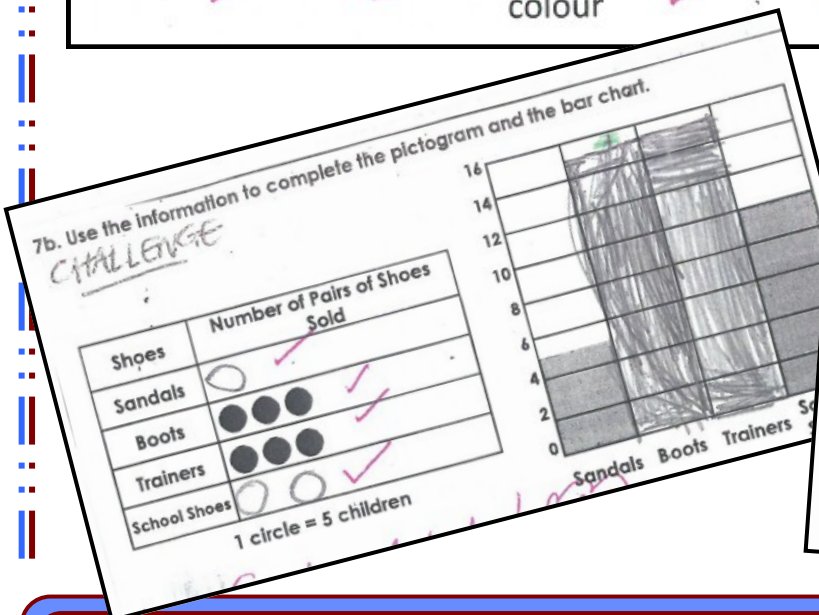 colour
7b. Use the information to complete the pictogram and the bar chart.
CHALLENGE
Shoes
Number of Pairs of Shoes
Sold
Sandals
Boots
Trainers
School Shoes
1 circle = 5 children
16
14
12
10
8
6
4
2
0
Sandals Boots Trainers